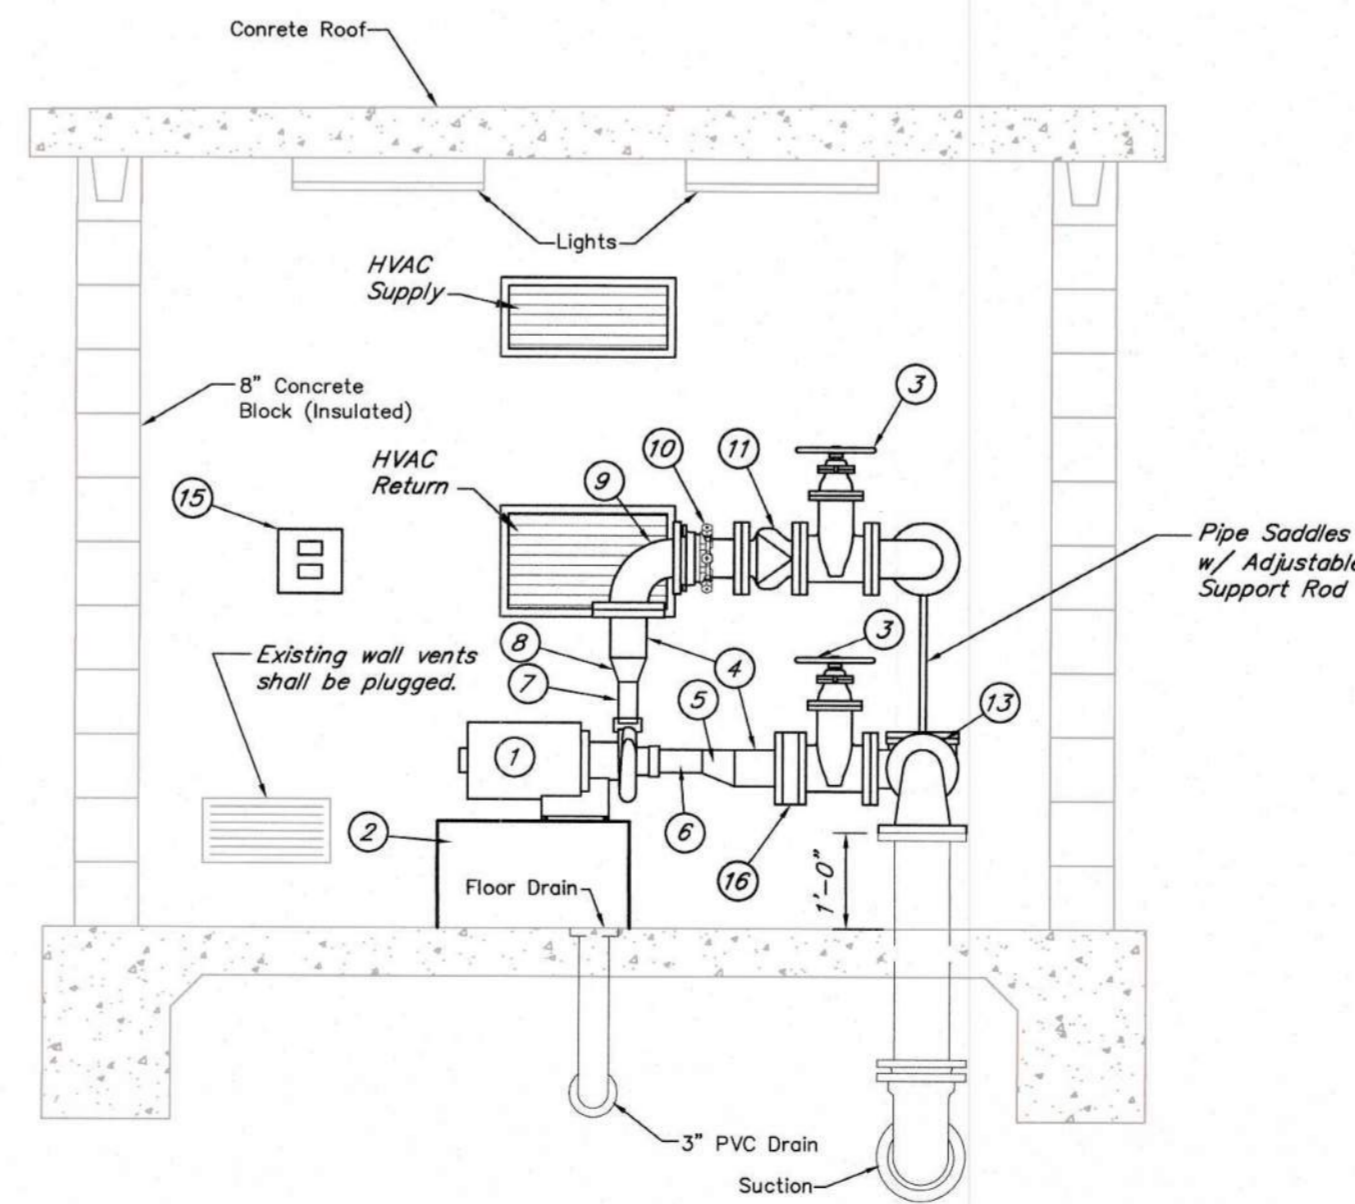 Conrete Roof
Lights
HVAC
Supply
8" Concrete
Block (Insulated)
3
HVAC
Return
10
11
9
15
Pipe Saddles
w/ Adjustable
Support Rod
3
Existing wall vents
shall be plugged.
8
4
7
5
13
1
6
2
16
Floor Drain
1'-0"
3" PVC Drain
Suction